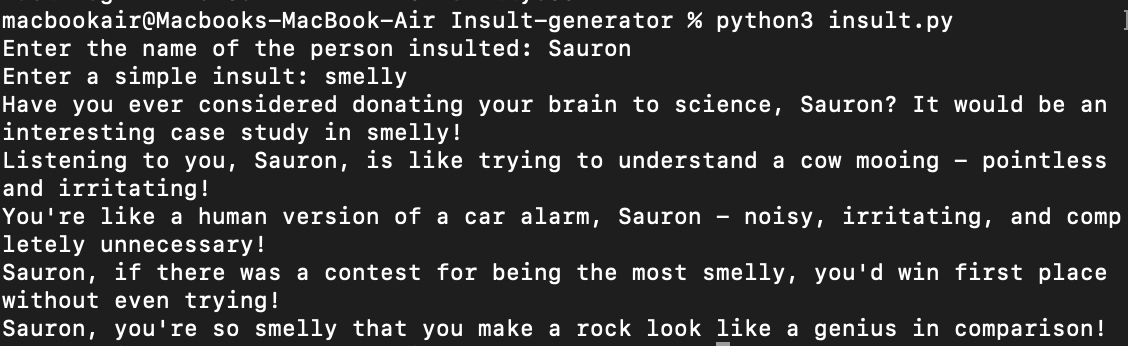 macbookair@Macbooks-MacBook-Air Insult-generator % python3 insult.py
Enter the name of the person insulted: Sauron
Enter a simple insult: smelly
Have you ever considered donating your brain to science, Sauron? It would be an
interesting case study in smelly!
Listening to you, Sauron, is like trying to understand a cow mooing – pointless
and irritating!
You're like a human version of a car alarm, Sauron – noisy, irritating, and comp
letely unnecessary!
Sauron, if there was a contest for being the most smelly, you'd win first place
without even trying!
Sauron, you're so smelly that you make a rock look like a genius in comparison!